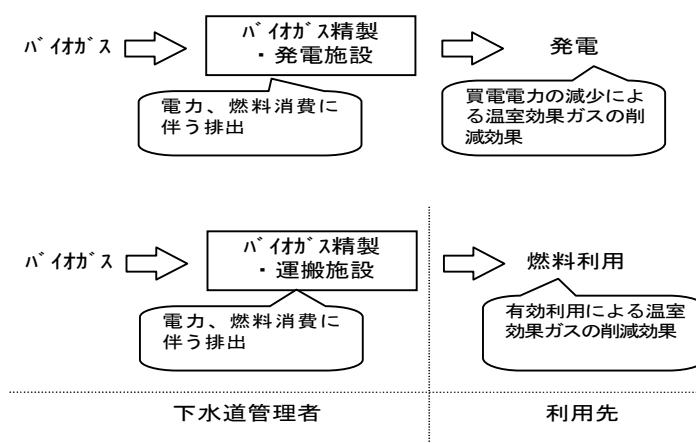 バイオガス
バイオガス精製
・発電施設
発電
電力、燃料消費に
伴う排出
買電電力の減少によ
る温室効果ガスの削
減効果
バイオガス
バイオガス精製
・運搬施設
燃料利用
電力、燃料消費に
伴う排出
有効利用による温室
効果ガスの削減効果
下水道管理者
利用先